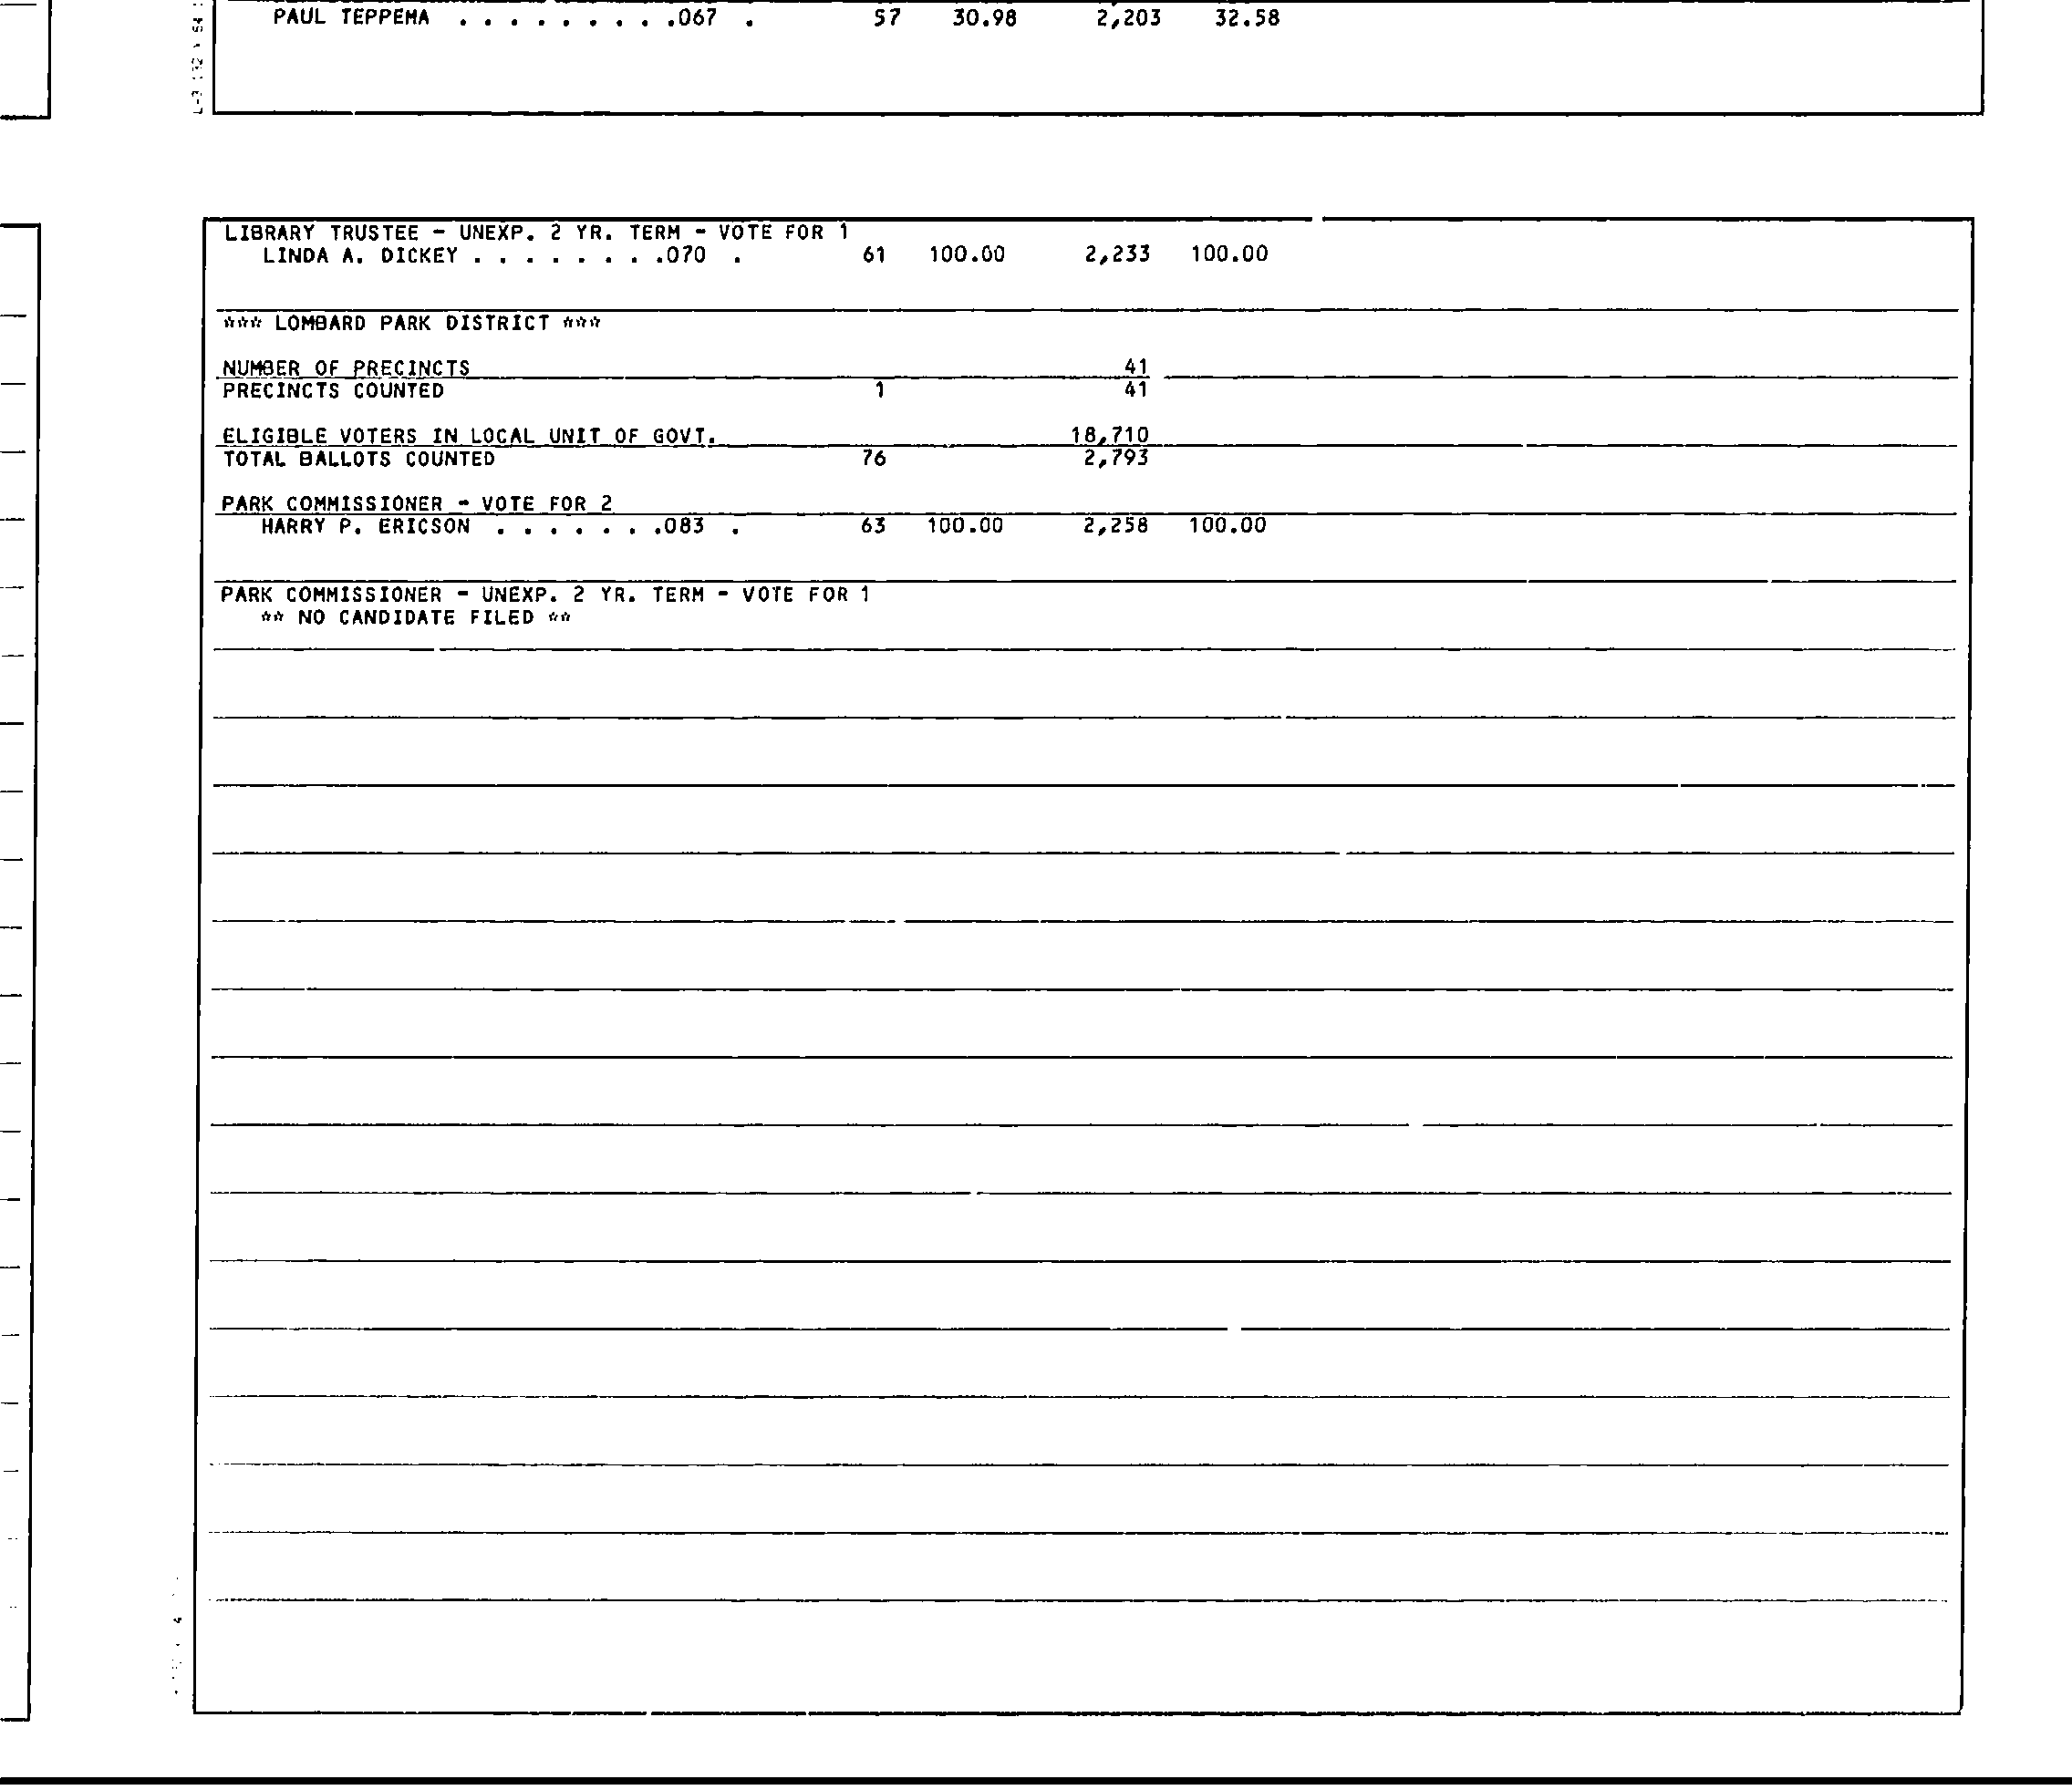 PAUL TEPPEMA . . . . . . . . .067 . 57 30.98 2,203 32.58
LIBRARY TRUSTEE - UNEXP. 2 YR. TERM - VOTE FOR 1
LINDA A. DICKEY . . . . . . . .070 . 61 100.00 2,233 100.00
*** LOMBARD PARK DISTRICT ***
NUMBER OF PRECINCTS 41
PRECINCTS COUNTED 1 41
ELIGIBLE VOTERS IN LOCAL UNIT OF GOVT. 18,710
TOTAL BALLOTS COUNTED 76 2,793
PARK COMMISSIONER - VOTE FOR 2
HARRY P. ERICSON . . . . . . .083 . 63 100.00 2,258 100.00
PARK COMMISSIONER - UNEXP. 2 YR. TERM - VOTE FOR 1
** NO CANDIDATE FILED **